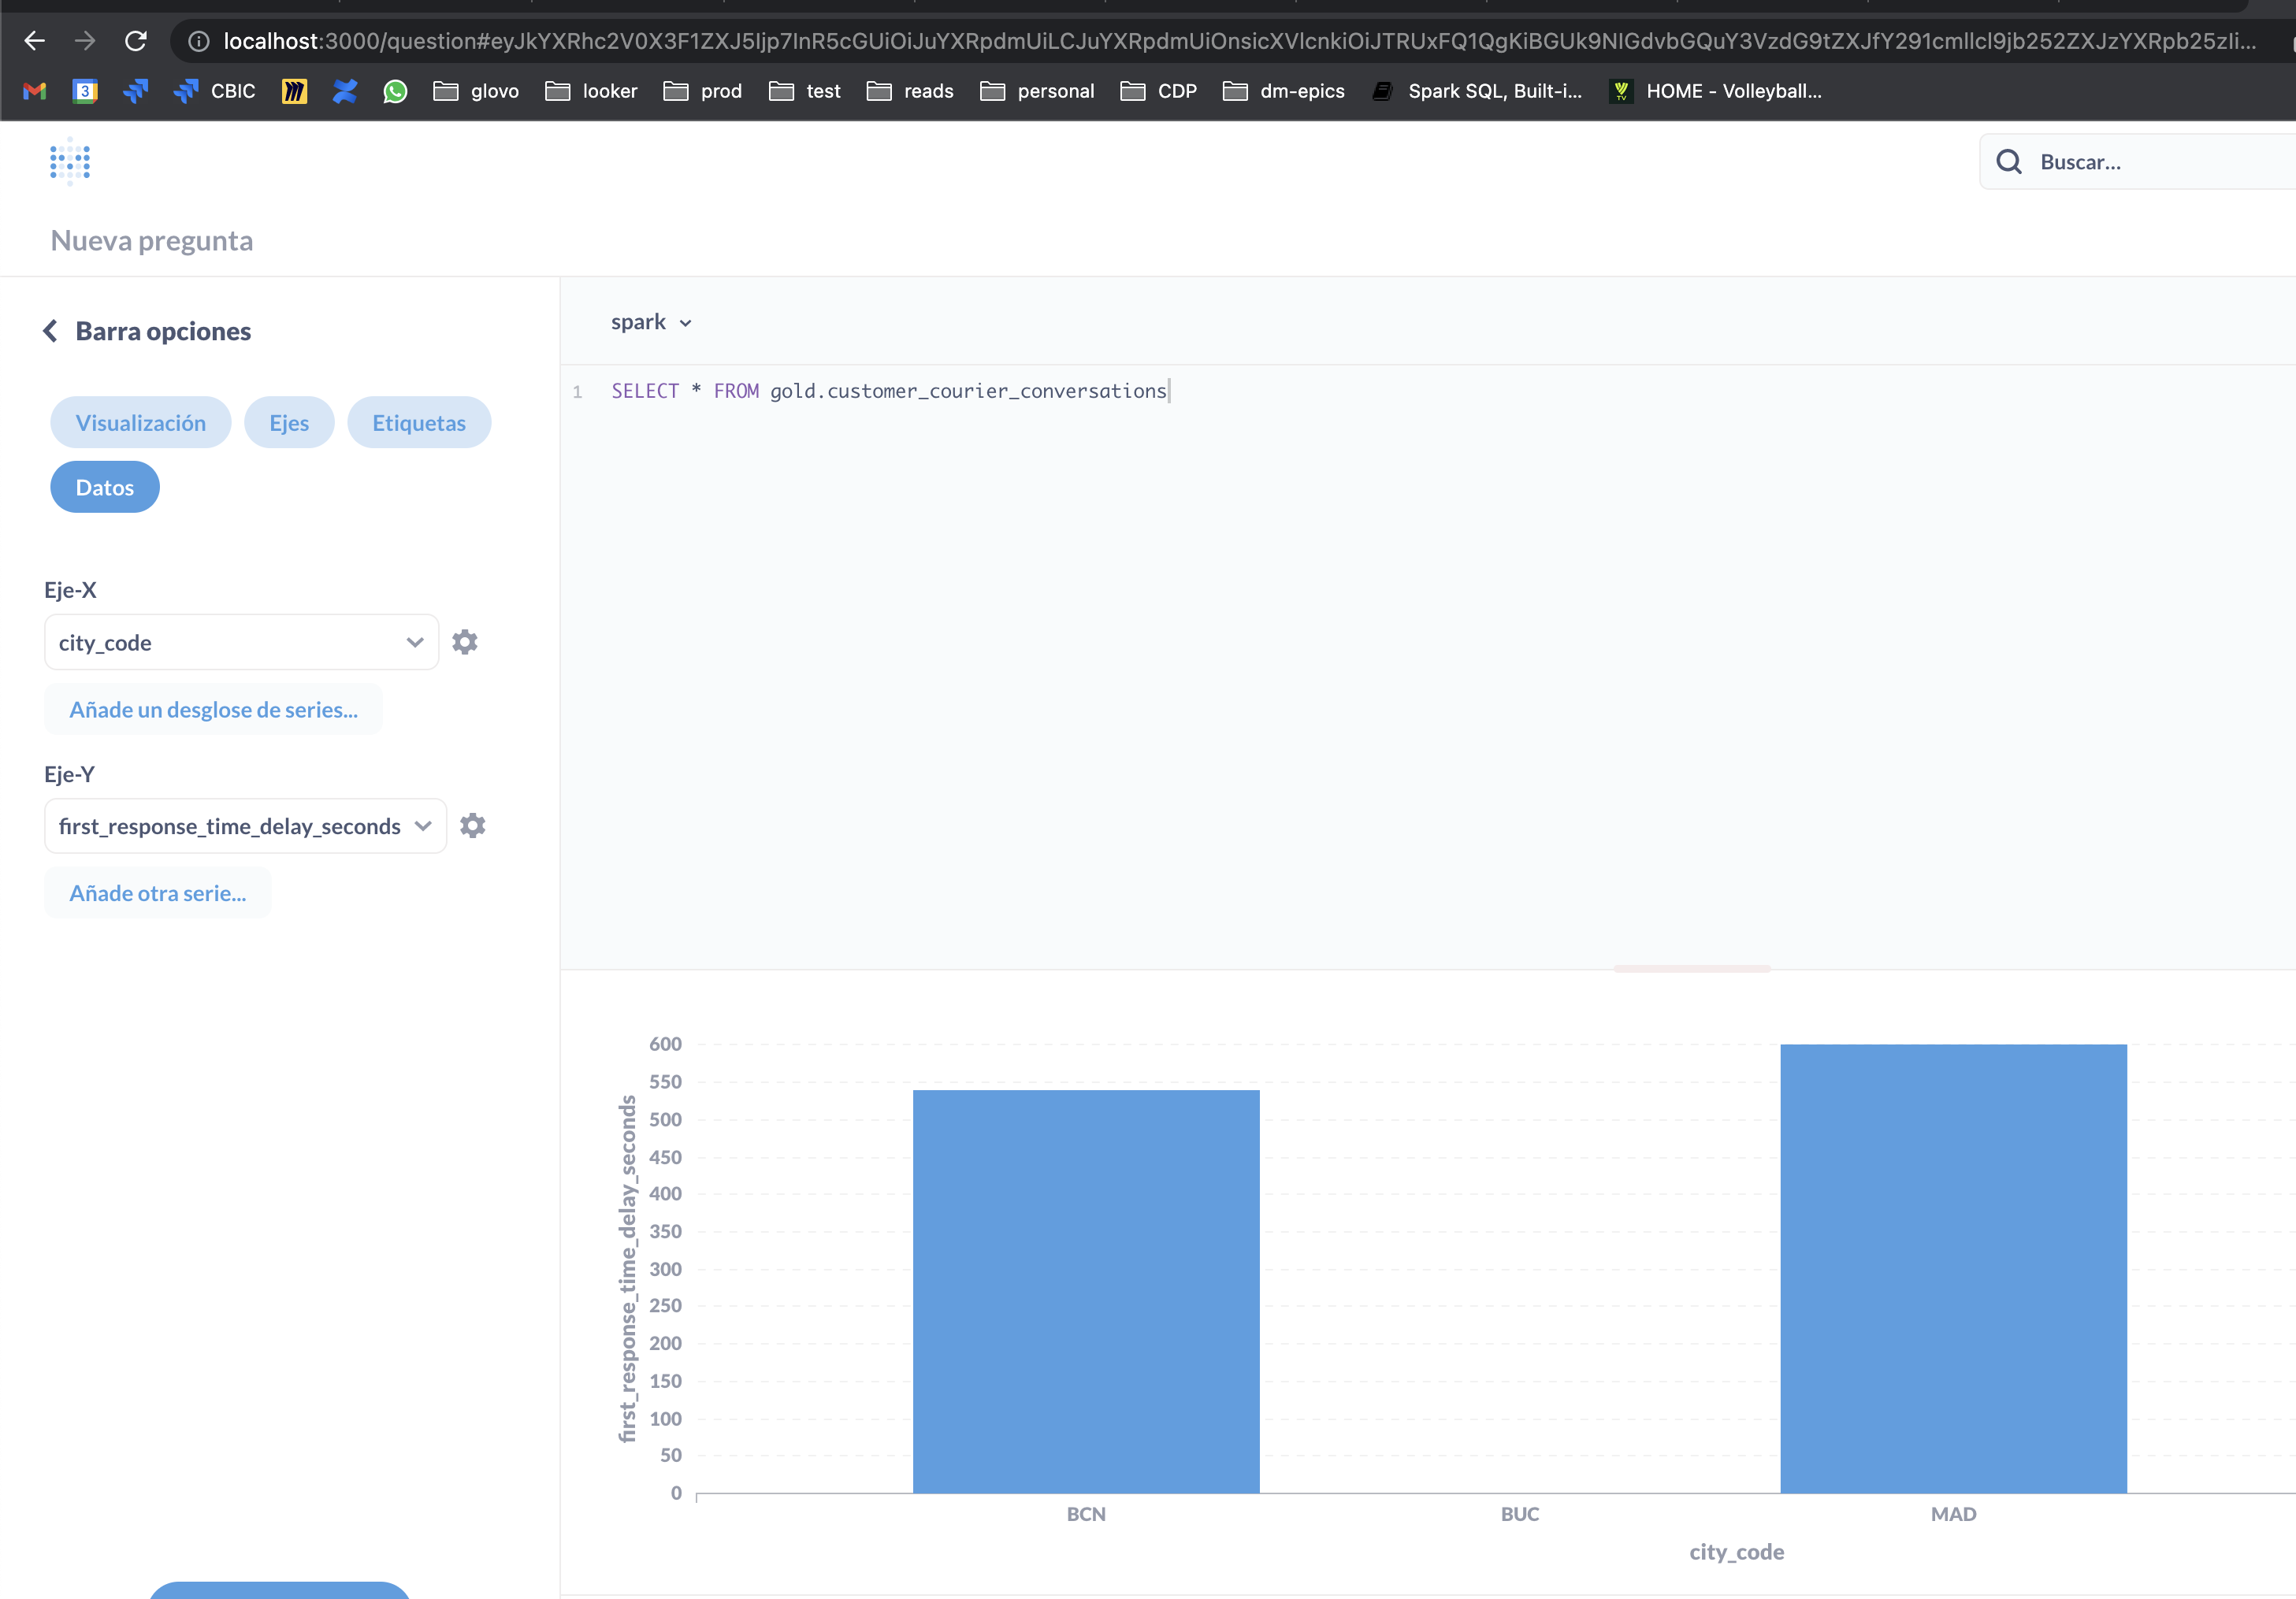 localhost:3000/question#eyJkYXRhc2V0X3F1ZXJ5Ijp7InR5cGUiOiJuYXRpdmUiLCJuYXRpdmUiOnsicXVlcnkiOiJTRUxFQ1QgKiBGUk9NIGdvbGQuY3VzdG9tZXJfY291cmllcl9jb252ZXJzYXRpb25zIi...
3 CBIC glovo looker prod test reads personal CDP dm-epics Spark SQL, Built-i... TV HOME - Volleyball...
Buscar...
Nueva pregunta
Barra opciones
Visualización Ejes Etiquetas
Datos
Eje-X
city_code
Añade un desglose de series...
Eje-Y
first_response_time_delay_seconds
Añade otra serie...
spark
1 SELECT * FROM gold.customer_courier_conversations
600
550
500
450
400
350
300
250
200
150
100
50
0
first_response_time_delay_seconds
BCN BUC MAD
city_code